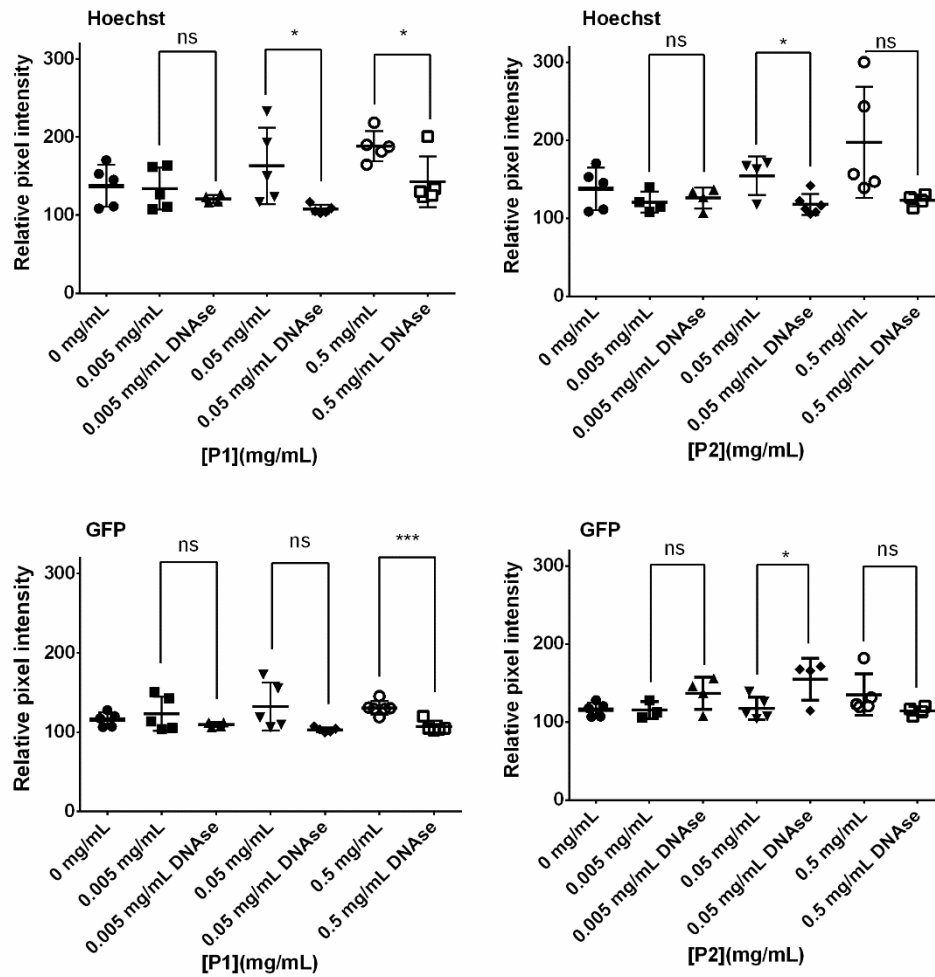 Hoechst
ns
*
*
300
200
100
0
Relative pixel intensity
0 mg/mL
0.005 mg/mL
0.005 mg/mL DNAse
0.05 mg/mL
0.05 mg/mL DNAse
0.5 mg/mL
0.5 mg/mL DNAse
[P1](mg/mL)
Hoechst
ns
*
ns
300
200
100
0
Relative pixel intensity
0 mg/mL
0.005 mg/mL
0.005 mg/mL DNAse
0.05 mg/mL
0.05 mg/mL DNAse
0.5 mg/mL
0.5 mg/mL DNAse
[P2](mg/mL)
GFP
ns
ns
***
300
200
100
0
Relative pixel intensity
0 mg/mL
0.005 mg/mL
0.005 mg/mL DNAse
0.05 mg/mL
0.05 mg/mL DNAse
0.5 mg/mL
0.5 mg/mL DNAse
[P1](mg/mL)
GFP
ns
*
ns
300
200
100
0
Relative pixel intensity
0 mg/mL
0.005 mg/mL
0.005 mg/mL DNAse
0.05 mg/mL
0.05 mg/mL DNAse
0.5 mg/mL
0.5 mg/mL DNAse
[P2](mg/mL)